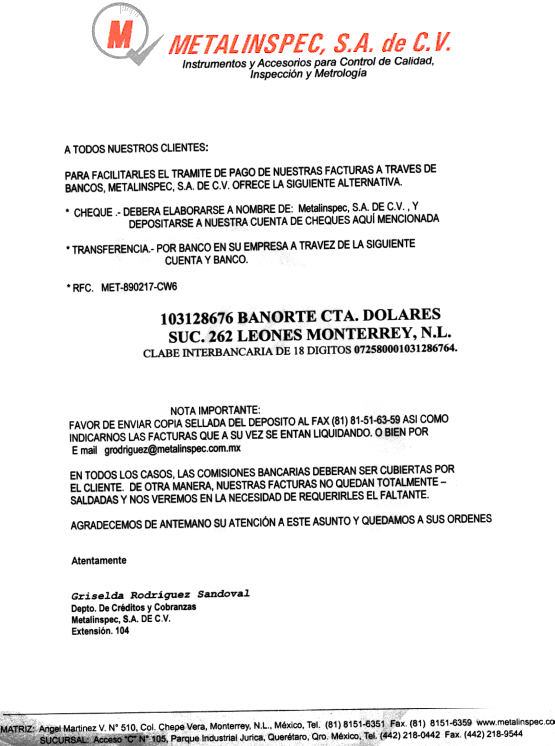 M
METALINSPEC, S.A. de C.V.
Instrumentos y Accesorios para Control de Calidad,
Inspección y Metrología
A TODOS NUESTROS CLIENTES:
PARA FACILITARLES EL TRAMITE DE PAGO DE NUESTRAS FACTURAS A TRAVES DE
BANCOS, METALINSPEC, S.A. DE C.V. OFRECE LA SIGUIENTE ALTERNATIVA.
* CHEQUE .- DEBERA ELABORARSE A NOMBRE DE: Metalinspec, S.A. DE C.V. , Y
DEPOSITARSE A NUESTRA CUENTA DE CHEQUES AQUÍ MENCIONADA
* TRANSFERENCIA.- POR BANCO EN SU EMPRESA A TRAVEZ DE LA SIGUIENTE
CUENTA Y BANCO.
* RFC. MET-890217-CW6
103128676 BANORTE CTA. DOLARES
SUC. 262 LEONES MONTERREY, N.L.
CLABE INTERBANCARIA DE 18 DIGITOS 072580001031286764.
NOTA IMPORTANTE:
FAVOR DE ENVIAR COPIA SELLADA DEL DEPOSITO AL FAX (81) 81-51-63-59 ASI COMO
INDICARNOS LAS FACTURAS QUE A SU VEZ SE ENTAN LIQUIDANDO. O BIEN POR
E mail grodriguez@metalinspec.com.mx
EN TODOS LOS CASOS, LAS COMISIONES BANCARIAS DEBERAN SER CUBIERTAS POR
EL CLIENTE. DE OTRA MANERA, NUESTRAS FACTURAS NO QUEDAN TOTALMENTE –
SALDADAS Y NOS VEREMOS EN LA NECESIDAD DE REQUERIRLES EL FALTANTE.
AGRADECEMOS DE ANTEMANO SU ATENCIÓN A ESTE ASUNTO Y QUEDAMOS A SUS ORDENES
Atentamente
Griselda Rodriguez Sandoval
Depto. De Créditos y Cobranzas
Metalinspec, S.A. DE C.V.
Extensión. 104
MATRIZ: Angel Martinez V. N° 510, Col. Chepe Vera, Monterrey, N.L., México, Tel. (81) 8151-6351 Fax. (81) 8151-6359 www.metalinspec.co
SUCURSAL: Acceso "C" N° 105, Parque Industrial Jurica, Querétaro, Qro. México, Tel. (442) 218-0442 Fax. (442) 218-9544